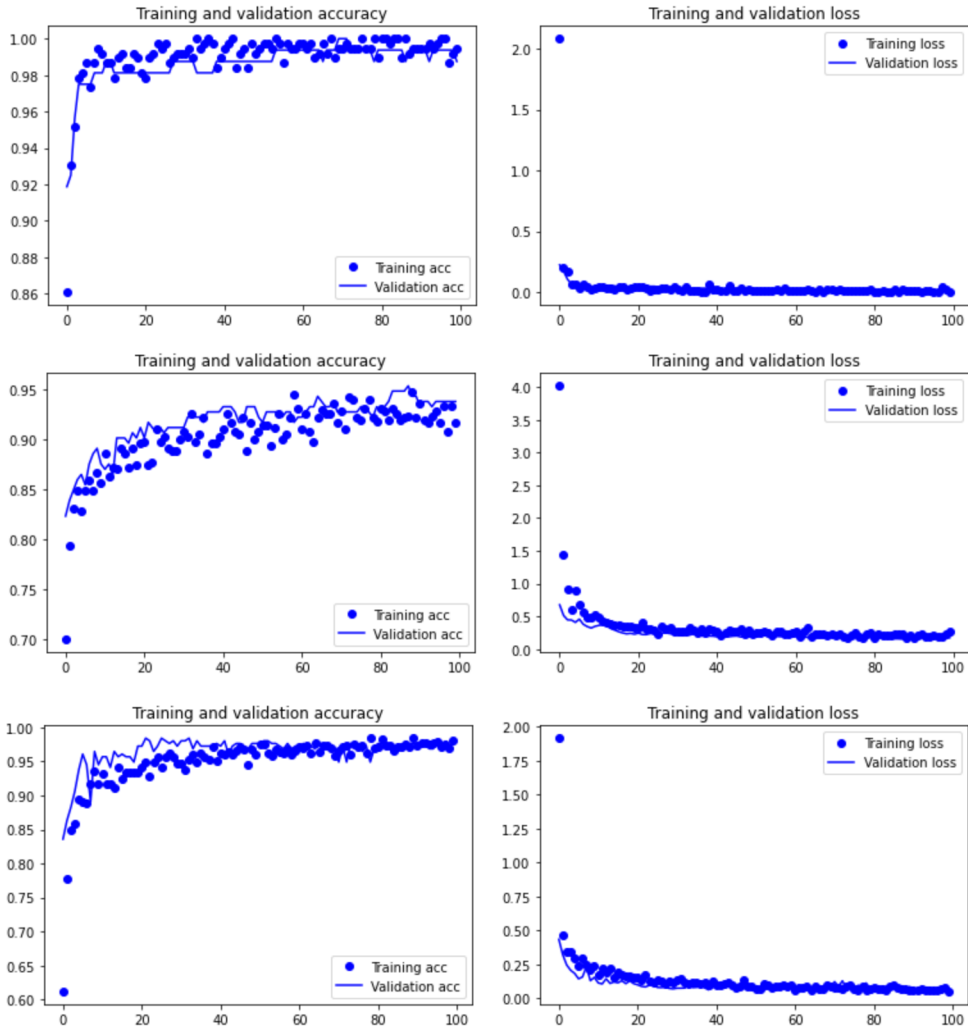 Training and validation accuracy
1.00
0.98
0.96
0.94
0.92
0.90
0.88
0.86
Training acc
Validation acc
0 20 40 60 80 100
Training and validation loss
2.0
1.5
1.0
0.5
0.0
Training loss
Validation loss
0 20 40 60 80 100
Training and validation accuracy
0.95
0.90
0.85
0.80
0.75
0.70
Training acc
Validation acc
0 20 40 60 80 100
Training and validation loss
4.0
3.5
3.0
2.5
2.0
1.5
1.0
0.5
0.0
Training loss
Validation loss
0 20 40 60 80 100
Training and validation accuracy
1.00
0.95
0.90
0.85
0.80
0.75
0.70
0.65
0.60
Training acc
Validation acc
0 20 40 60 80 100
Training and validation loss
2.00
1.75
1.50
1.25
1.00
0.75
0.50
0.25
0.00
Training loss
Validation loss
0 20 40 60 80 100